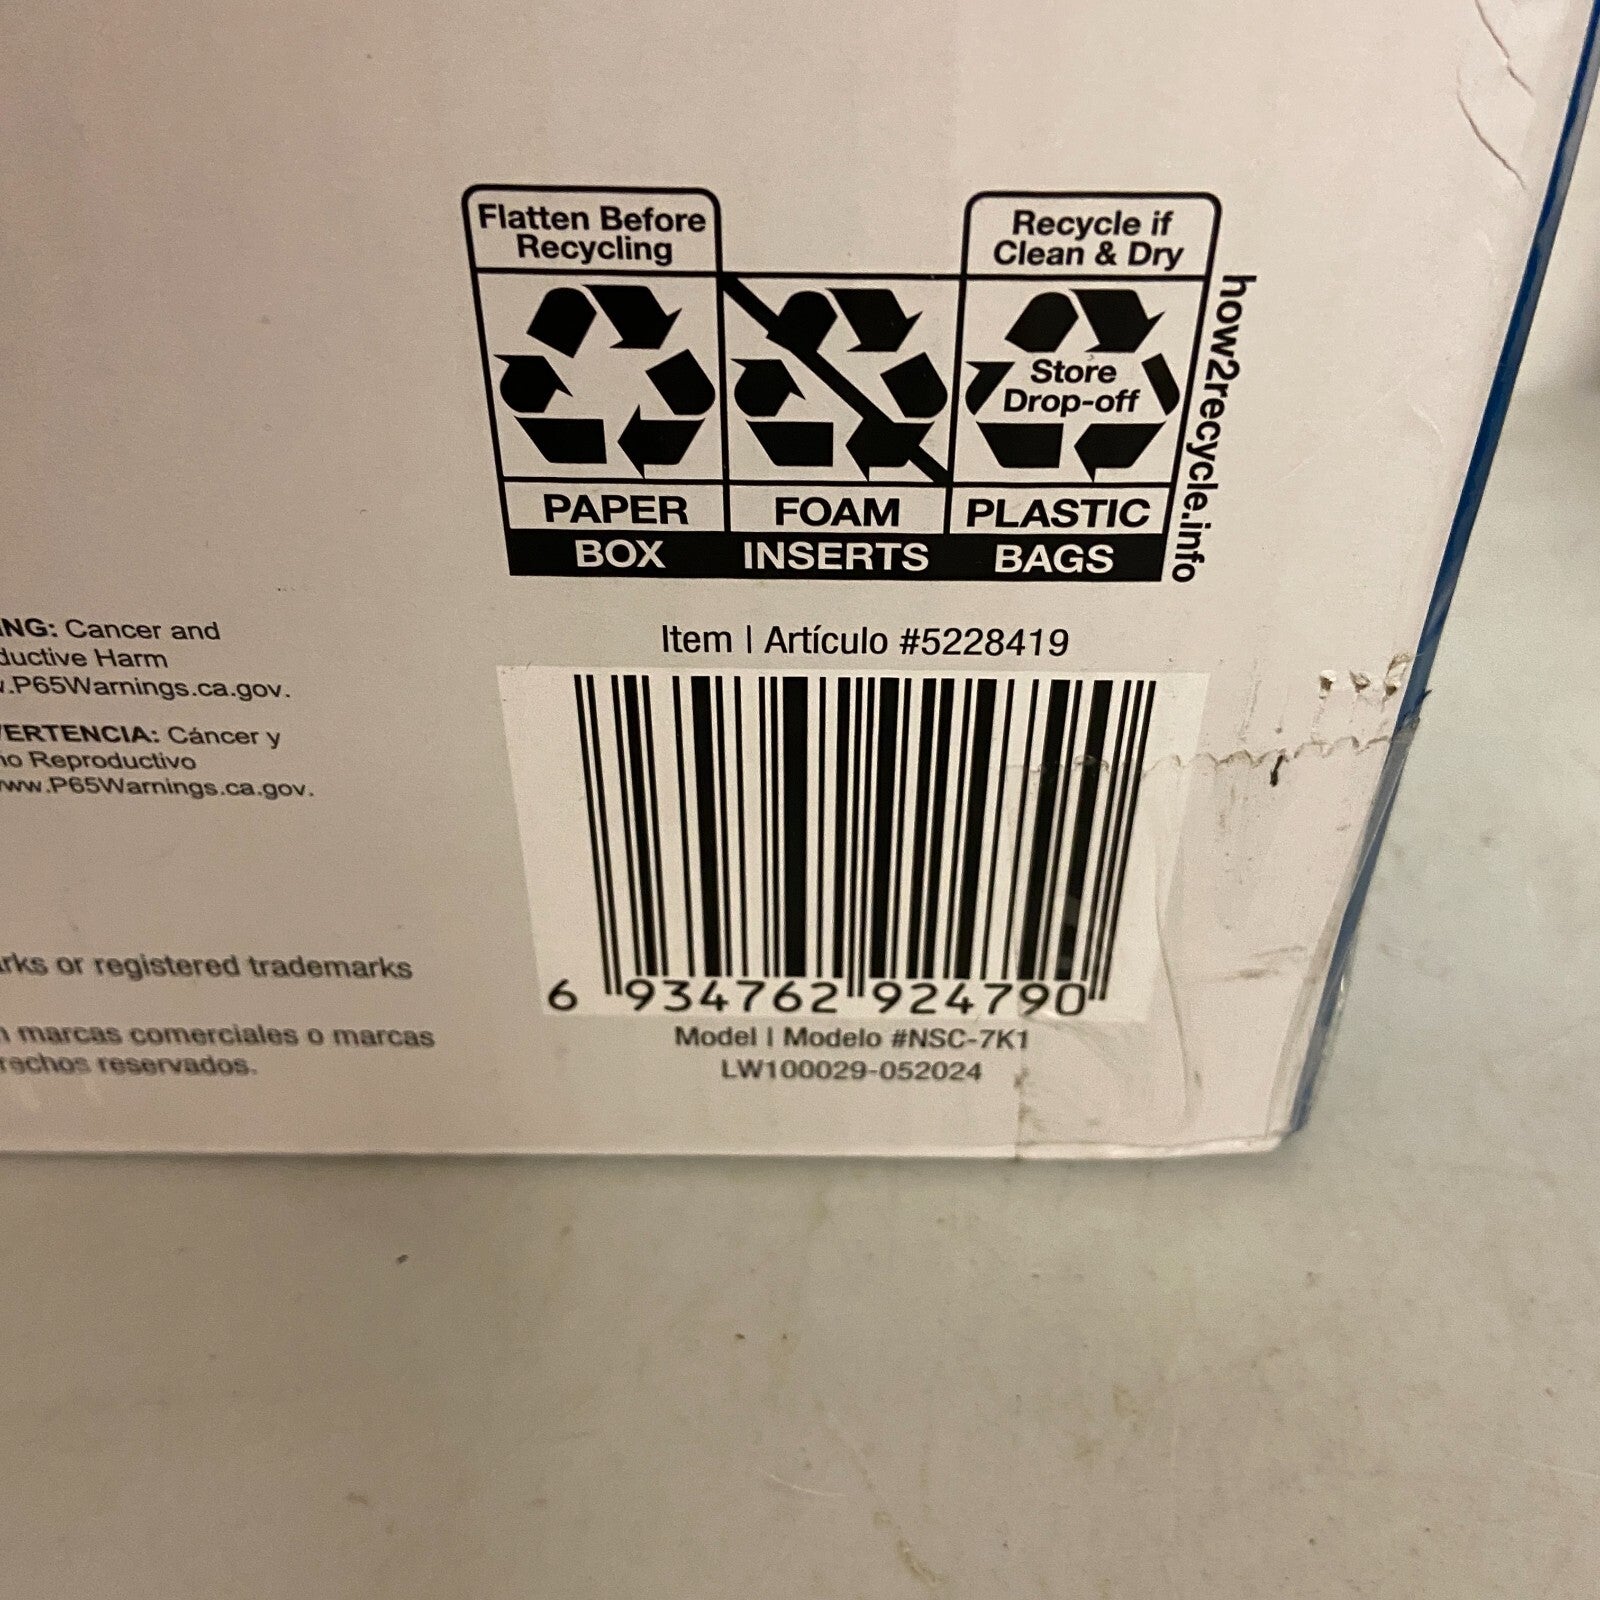 Flatten Before
Recycling
Recycle if
Clean & Dry
Store
Drop-off
PAPER
FOAM
PLASTIC
BOX
INSERTS
BAGS
how2recycle.info
NG: Cancer and
ductive Harm
.P65Warnings.ca.gov.
ERTENCIA: Cáncer y
o Reproductivo
ww.P65Warnings.ca.gov.
Item | Artículo #5228419
6 934762 924790
Model | Modelo #NSC-7K1
LW100029-052024
rks or registered trademarks
marcas comerciales o marcas
rechos reservados.